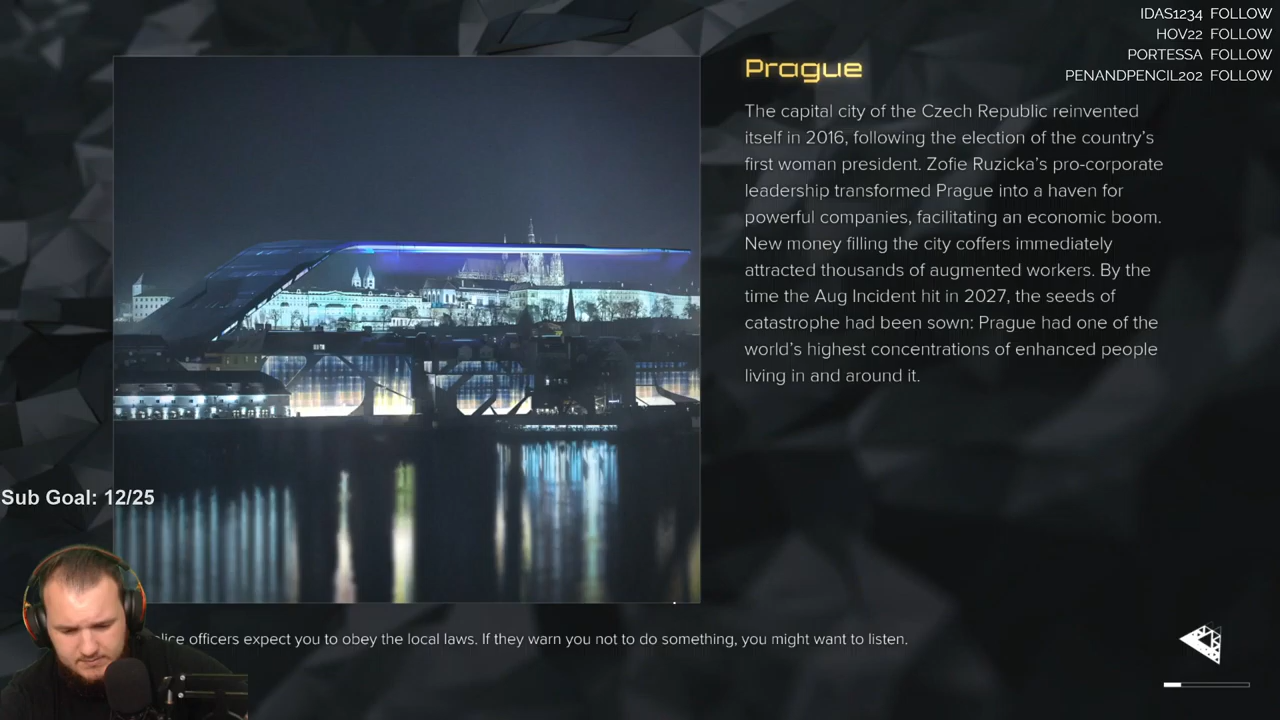 IDAS1234 FOLLOW
HOV22 FOLLOW
PORTESSA FOLLOW
PENANDPENCIL202 FOLLOW
Prague
The capital city of the Czech Republic reinvented
itself in 2016, following the election of the country's
first woman president. Zofie Ruzicka's pro-corporate
leadership transformed Prague into a haven for
powerful companies, facilitating an economic boom.
New money filling the city coffers immediately
attracted thousands of augmented workers. By the
time the Aug Incident hit in 2027, the seeds of
catastrophe had been sown: Prague had one of the
world's highest concentrations of enhanced people
living in and around it.
Sub Goal: 12/25
officers expect you to obey the local laws. If they warn you not to do something, you might want to listen.